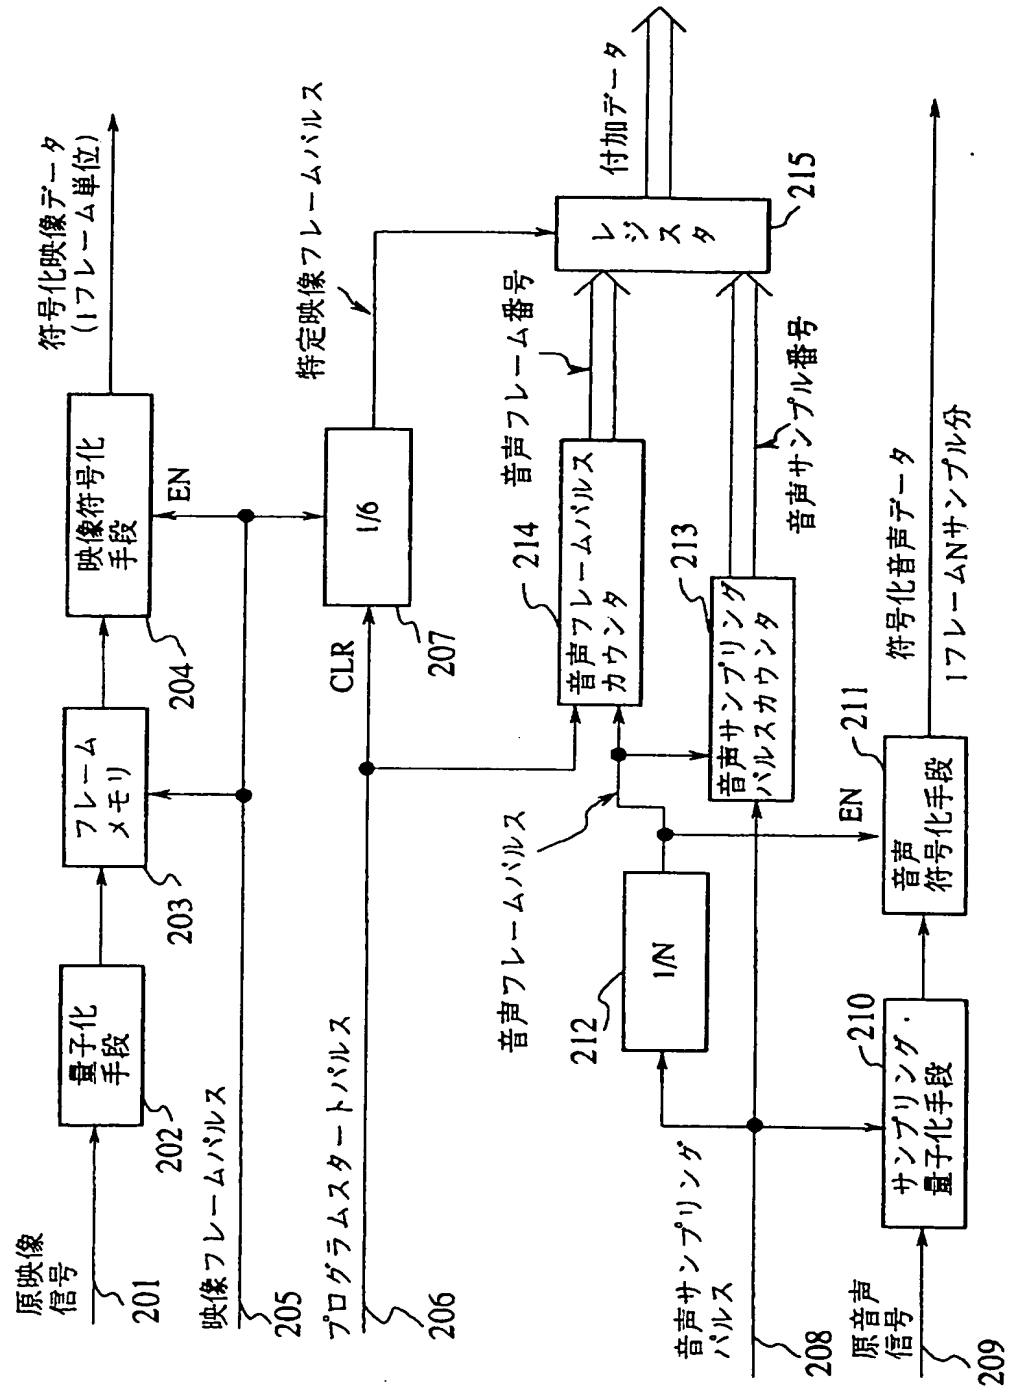 原映像
信号
201
量子化
手段
202
フレーム
メモリ
203
映像符号化
手段
204
EN
符号化映像データ
(1フレーム単位)
映像フレームパルス
205
プログラムスタートパルス
206
CLR
1/6
207
特定映像フレームパルス
音声フレームパルス
212
1/N
214
音声フレームパルス
カウンタ
音声フレーム番号
213
音声サンプリング
パルスカウンタ
音声サンプル番号
レジスタ
215
付加データ
音声サンプリング
パルス
208
原音声
信号
209
サンプリング・
量子化手段
210
EN
音声
符号化手段
211
符号化音声データ
1フレームNサンプル分